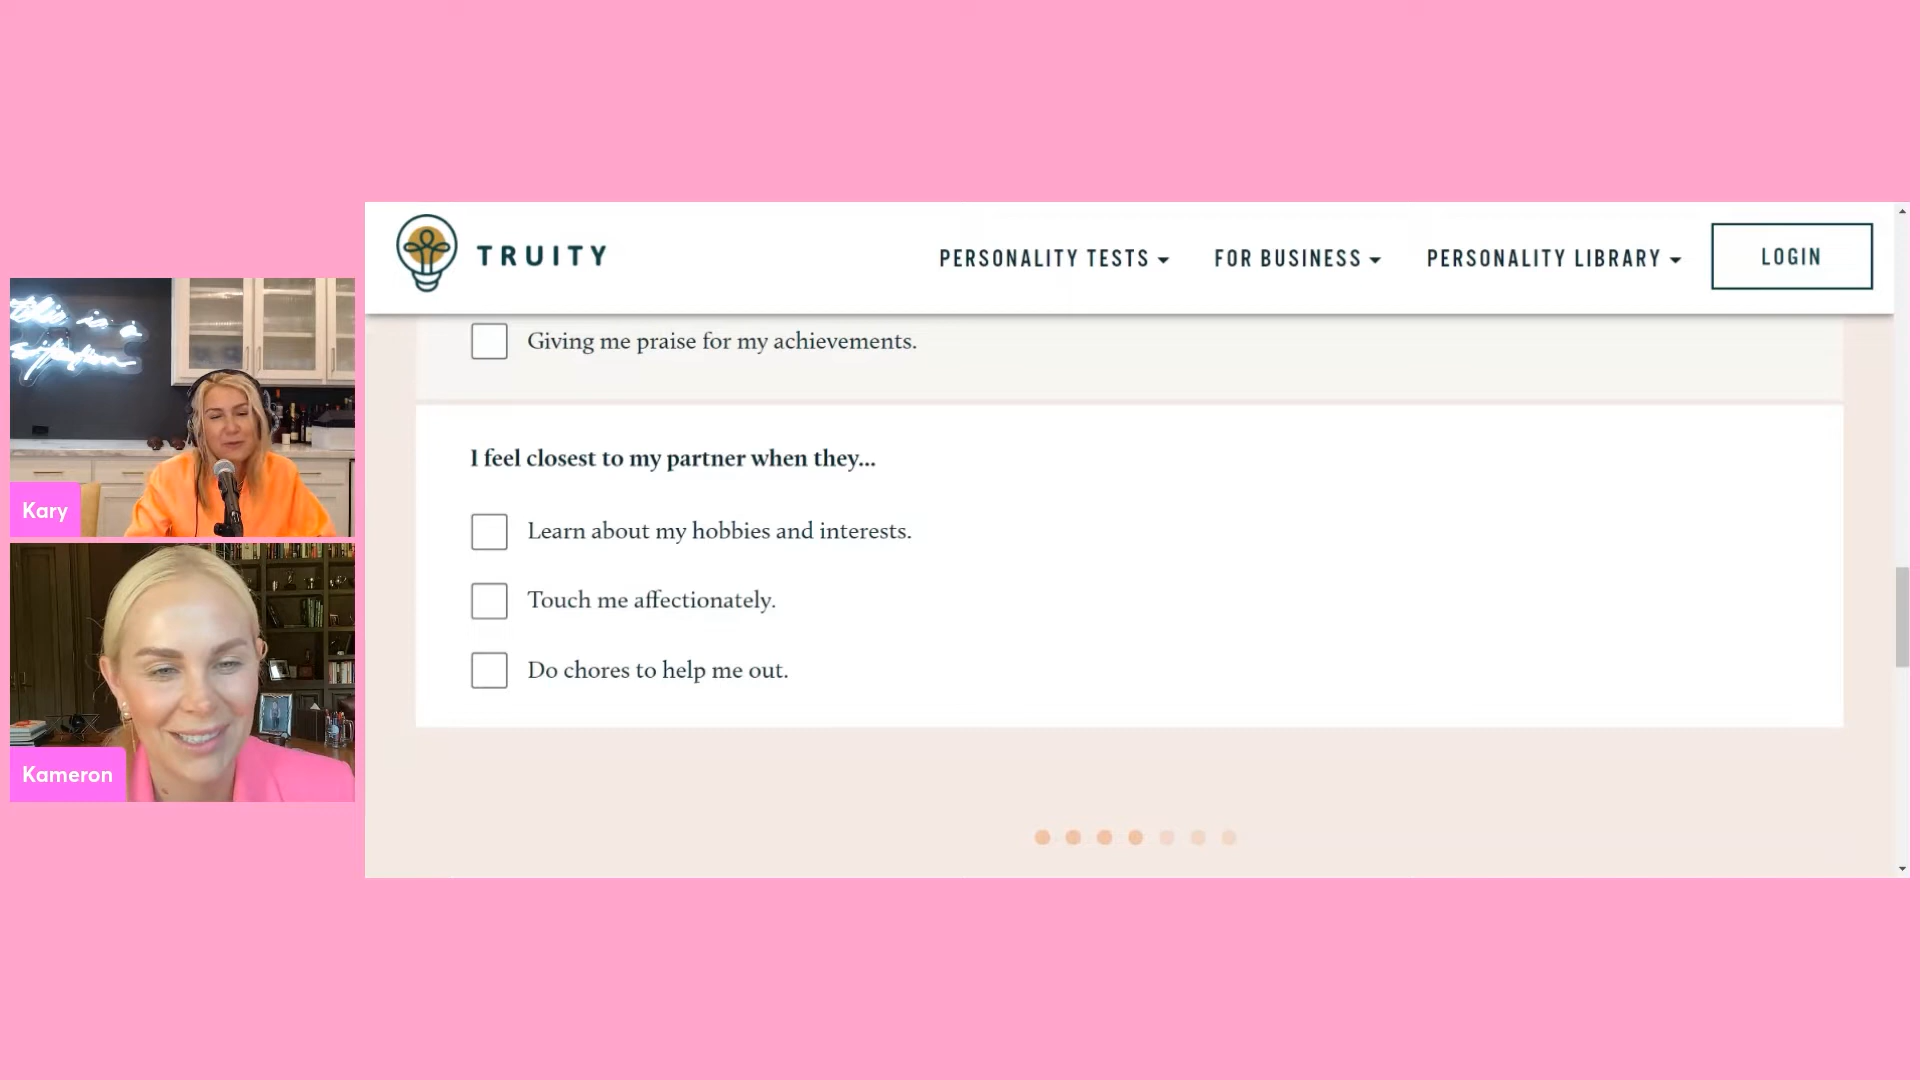 TRUITY
PERSONALITY TESTS
FOR BUSINESS
PERSONALITY LIBRARY
LOGIN
Giving me praise for my achievements.
I feel closest to my partner when they...
Learn about my hobbies and interests.
Touch me affectionately.
Do chores to help me out.
is a
Kary
Kameron